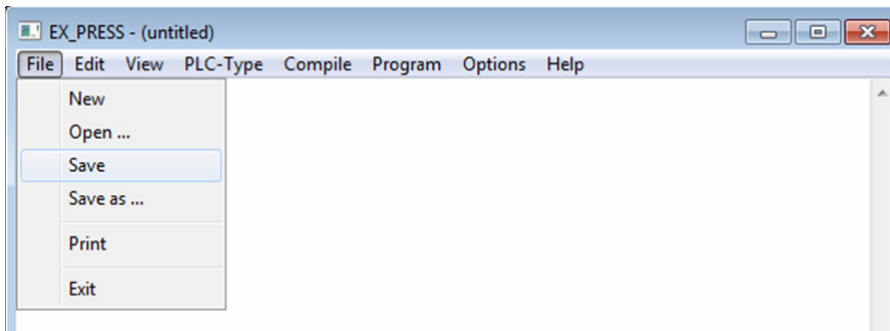 EX_PRESS - (untitled)
File Edit View PLC-Type Compile Program Options Help
New
Open ...
Save
Save as ...
Print
Exit